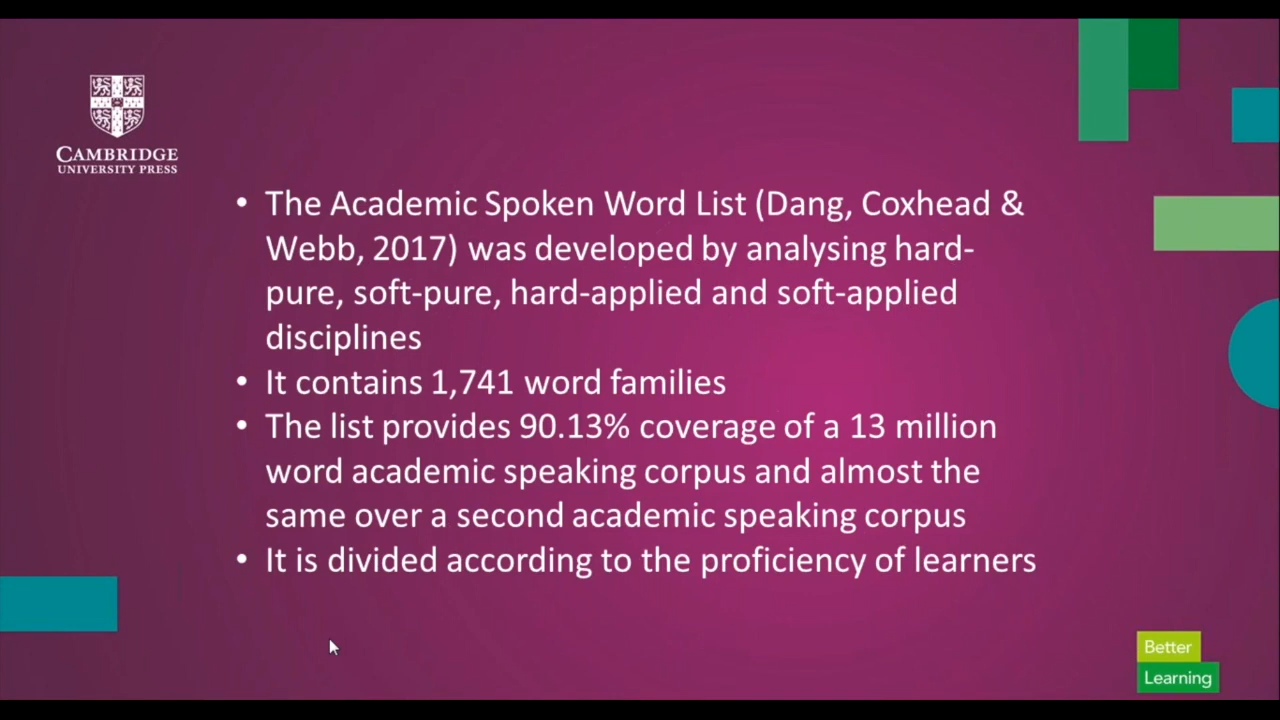 CAMBRIDGE
UNIVERSITY PRESS
• The Academic Spoken Word List (Dang, Coxhead &
Webb, 2017) was developed by analysing hard-
pure, soft-pure, hard-applied and soft-applied
disciplines
• It contains 1,741 word families
• The list provides 90.13% coverage of a 13 million
word academic speaking corpus and almost the
same over a second academic speaking corpus
• It is divided according to the proficiency of learners
Better
Learning